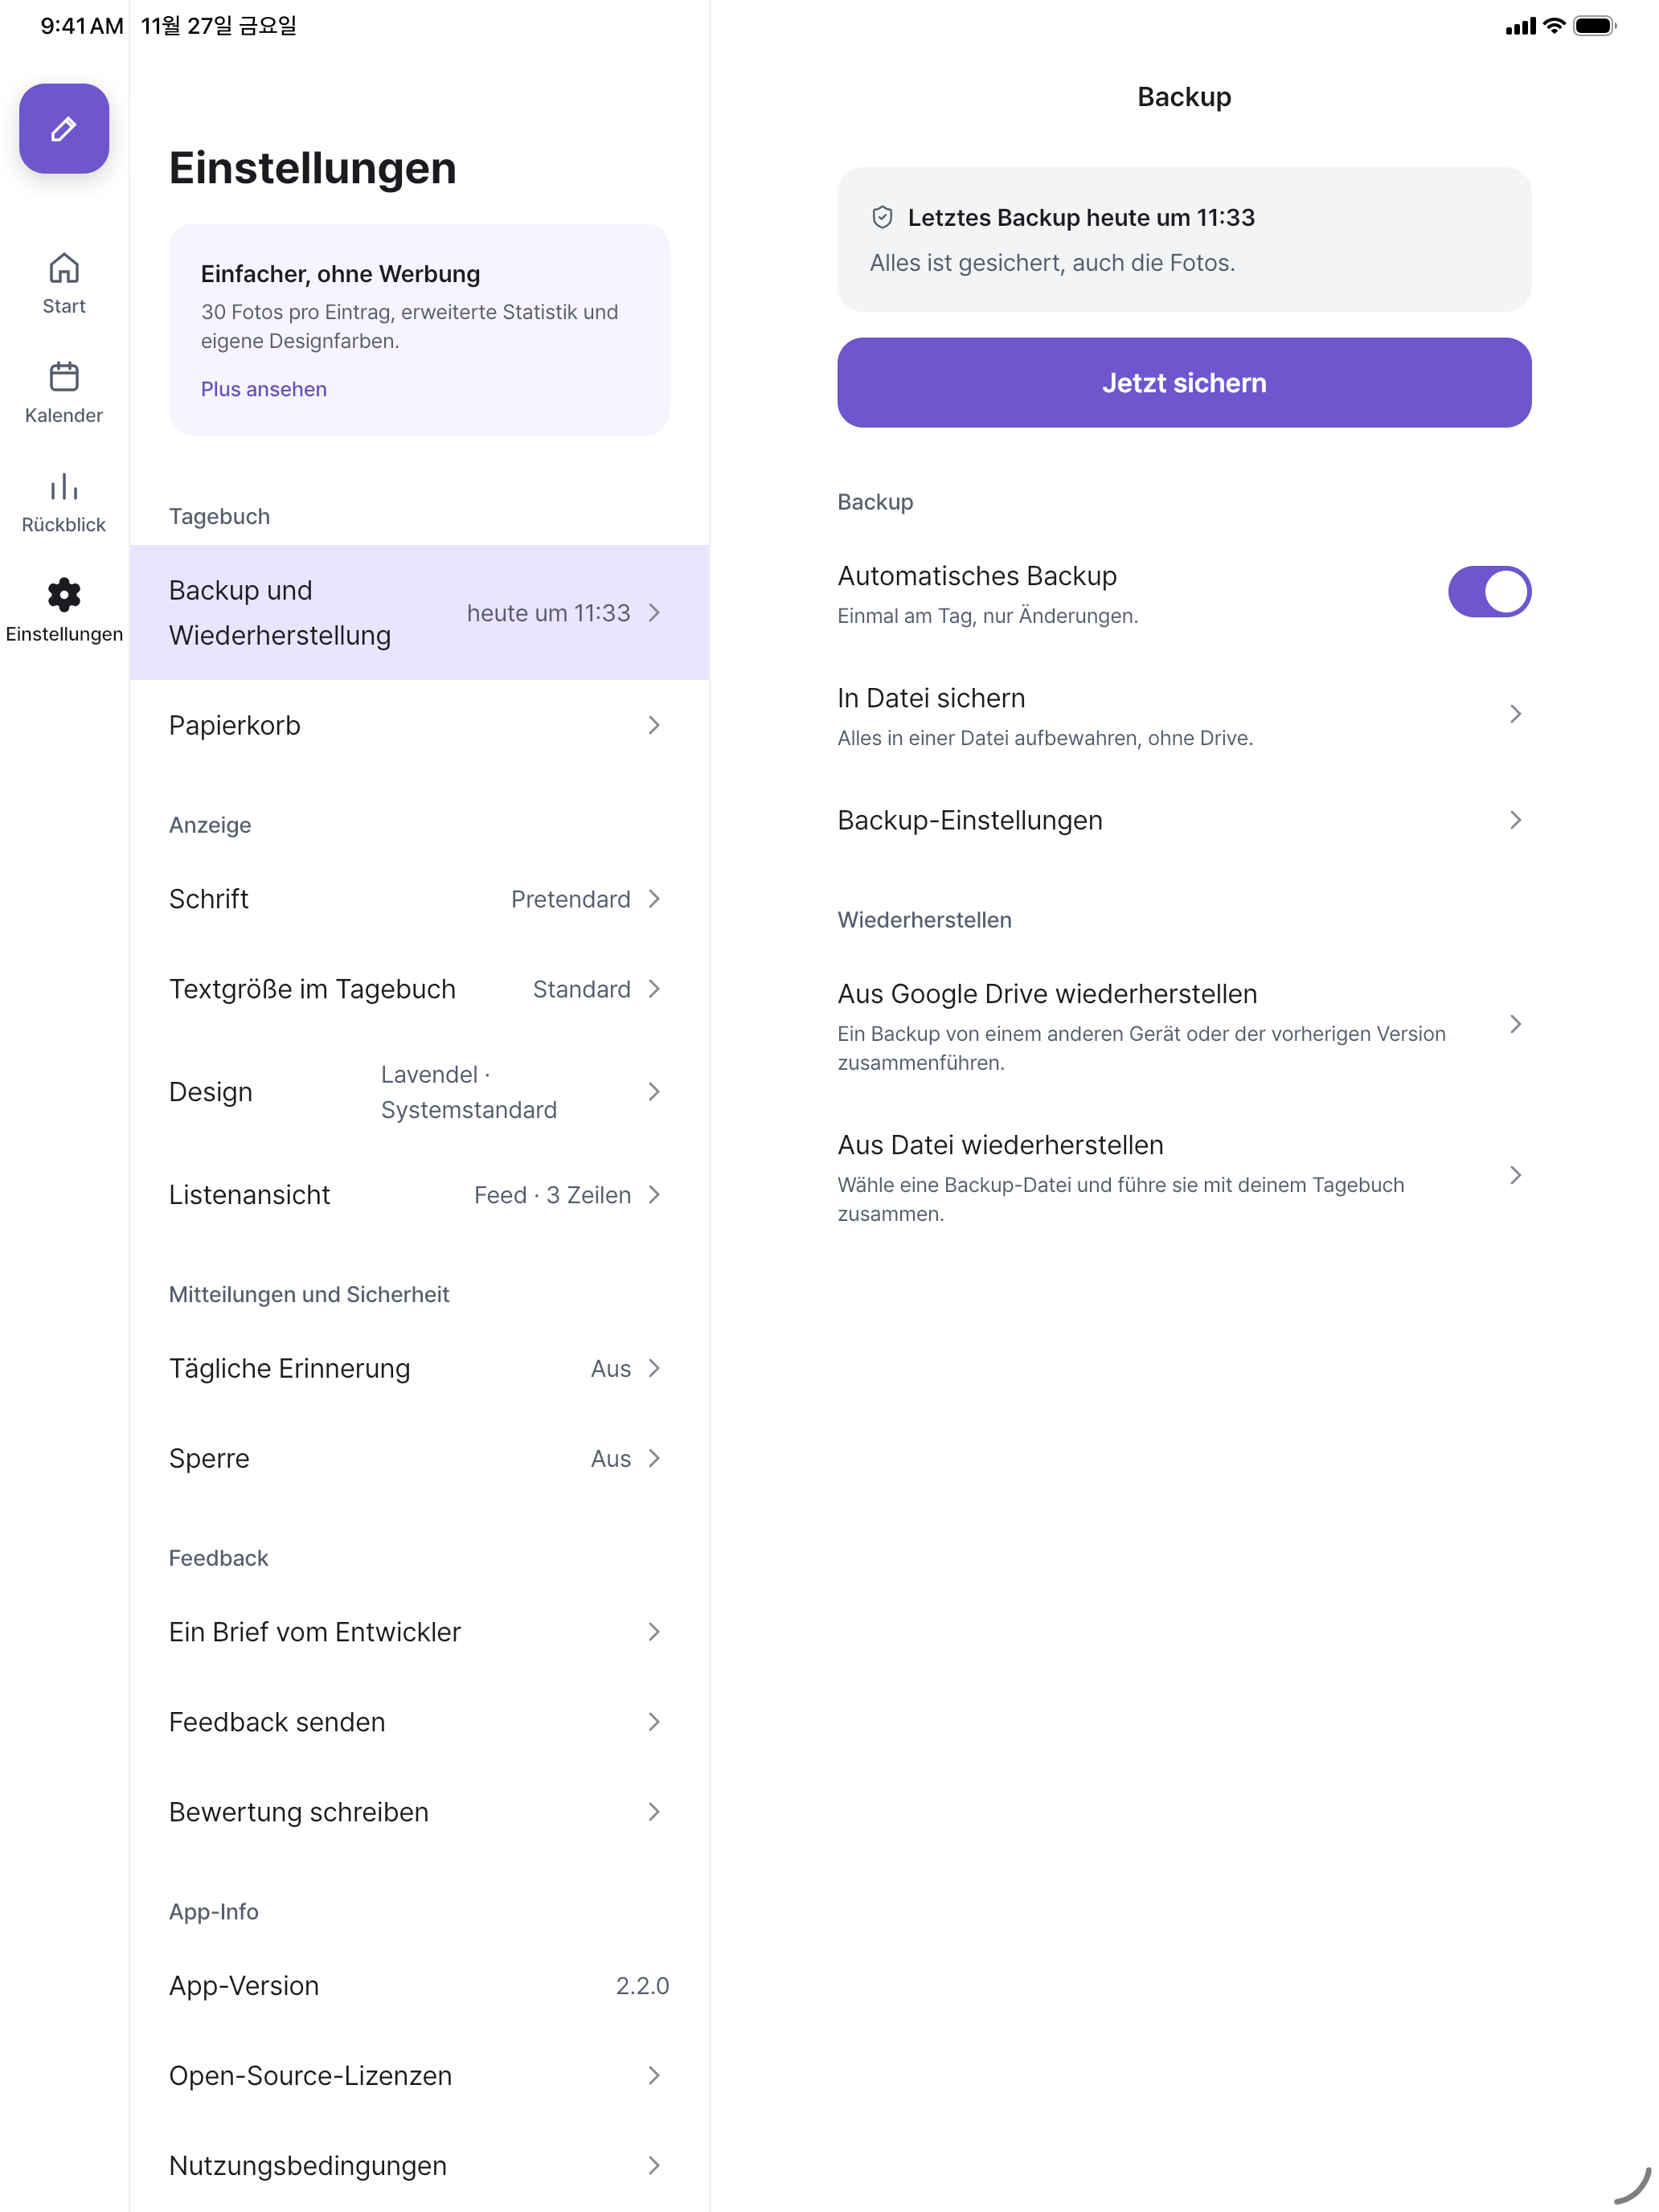 9:41 AM 11월 27일 금요일
Start
Kalender
Rückblick
Einstellungen
Einstellungen
Einfacher, ohne Werbung
30 Fotos pro Eintrag, erweiterte Statistik und
eigene Designfarben.
Plus ansehen
Tagebuch
Backup und
Wiederherstellung
heute um 11:33
Papierkorb
Anzeige
Schrift
Pretendard
Textgröße im Tagebuch
Standard
Design
Lavendel ·
Systemstandard
Listenansicht
Feed · 3 Zeilen
Mitteilungen und Sicherheit
Tägliche Erinnerung
Aus
Sperre
Aus
Feedback
Ein Brief vom Entwickler
Feedback senden
Bewertung schreiben
App-Info
App-Version
2.2.0
Open-Source-Lizenzen
Nutzungsbedingungen
Backup
Letztes Backup heute um 11:33
Alles ist gesichert, auch die Fotos.
Jetzt sichern
Backup
Automatisches Backup
Einmal am Tag, nur Änderungen.
In Datei sichern
Alles in einer Datei aufbewahren, ohne Drive.
Backup-Einstellungen
Wiederherstellen
Aus Google Drive wiederherstellen
Ein Backup von einem anderen Gerät oder der vorherigen Version
zusammenführen.
Aus Datei wiederherstellen
Wähle eine Backup-Datei und führe sie mit deinem Tagebuch
zusammen.